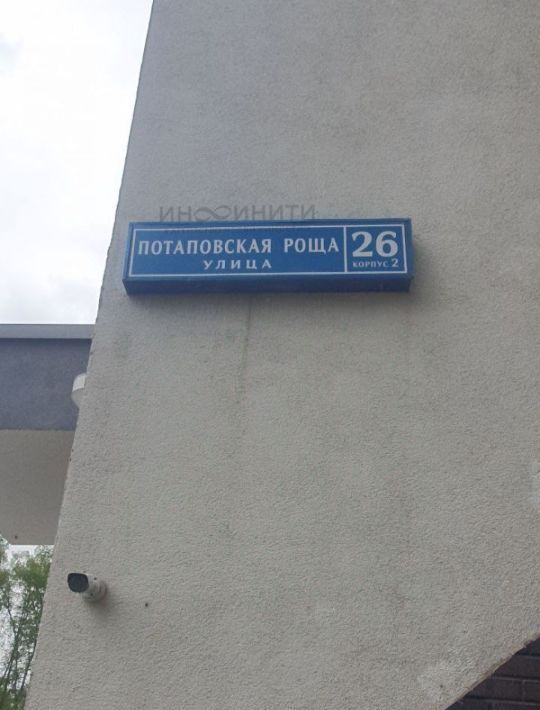 ИНФИНИТИ
ПОТАПОВСКАЯ РОЩА
УЛИЦА
26
КОРПУС 2